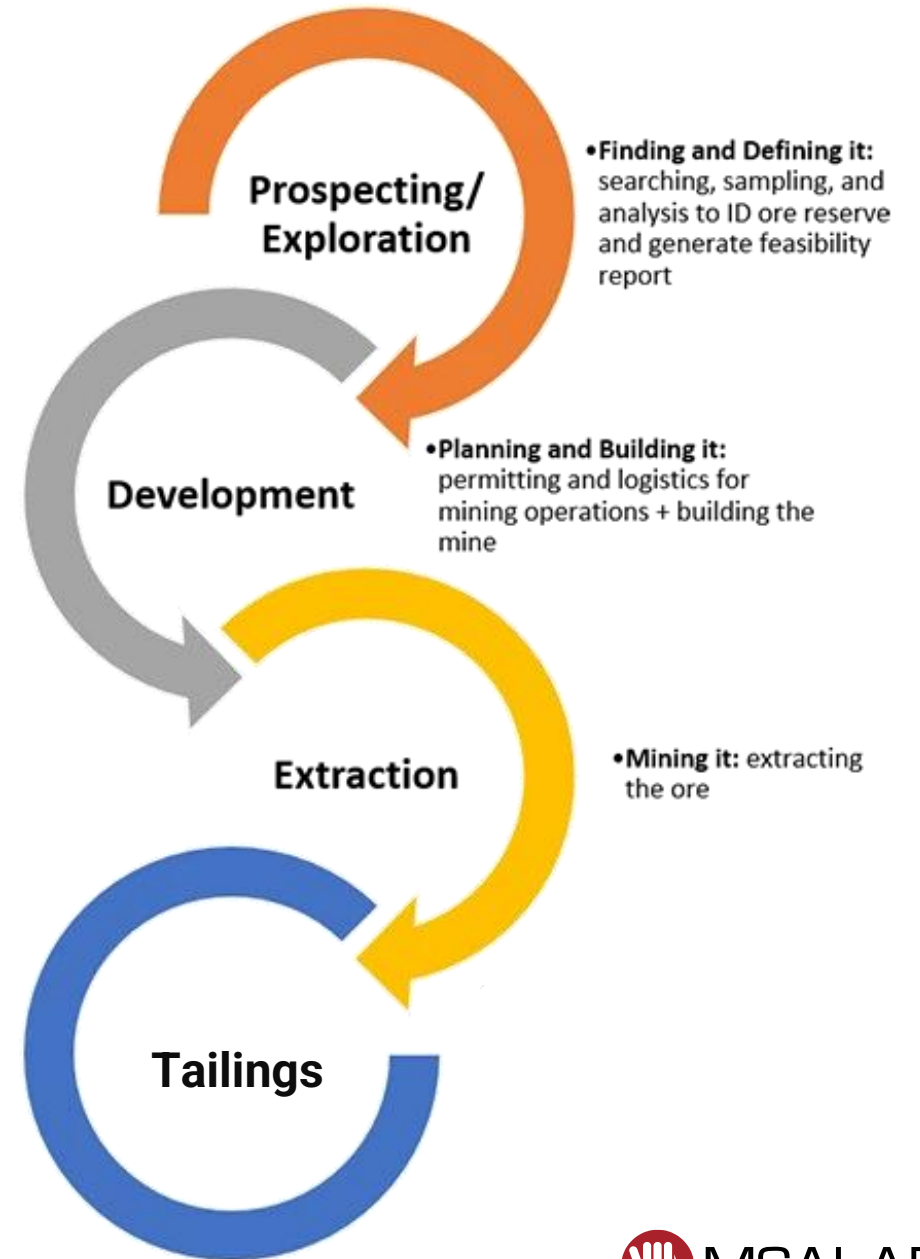 Prospecting/
Exploration
•Finding and Defining it:
searching, sampling, and
analysis to ID ore reserve
and generate feasibility
report
Development
•Planning and Building it:
permitting and logistics for
mining operations + building the
mine
Extraction
•Mining it: extracting
the ore
Tailings